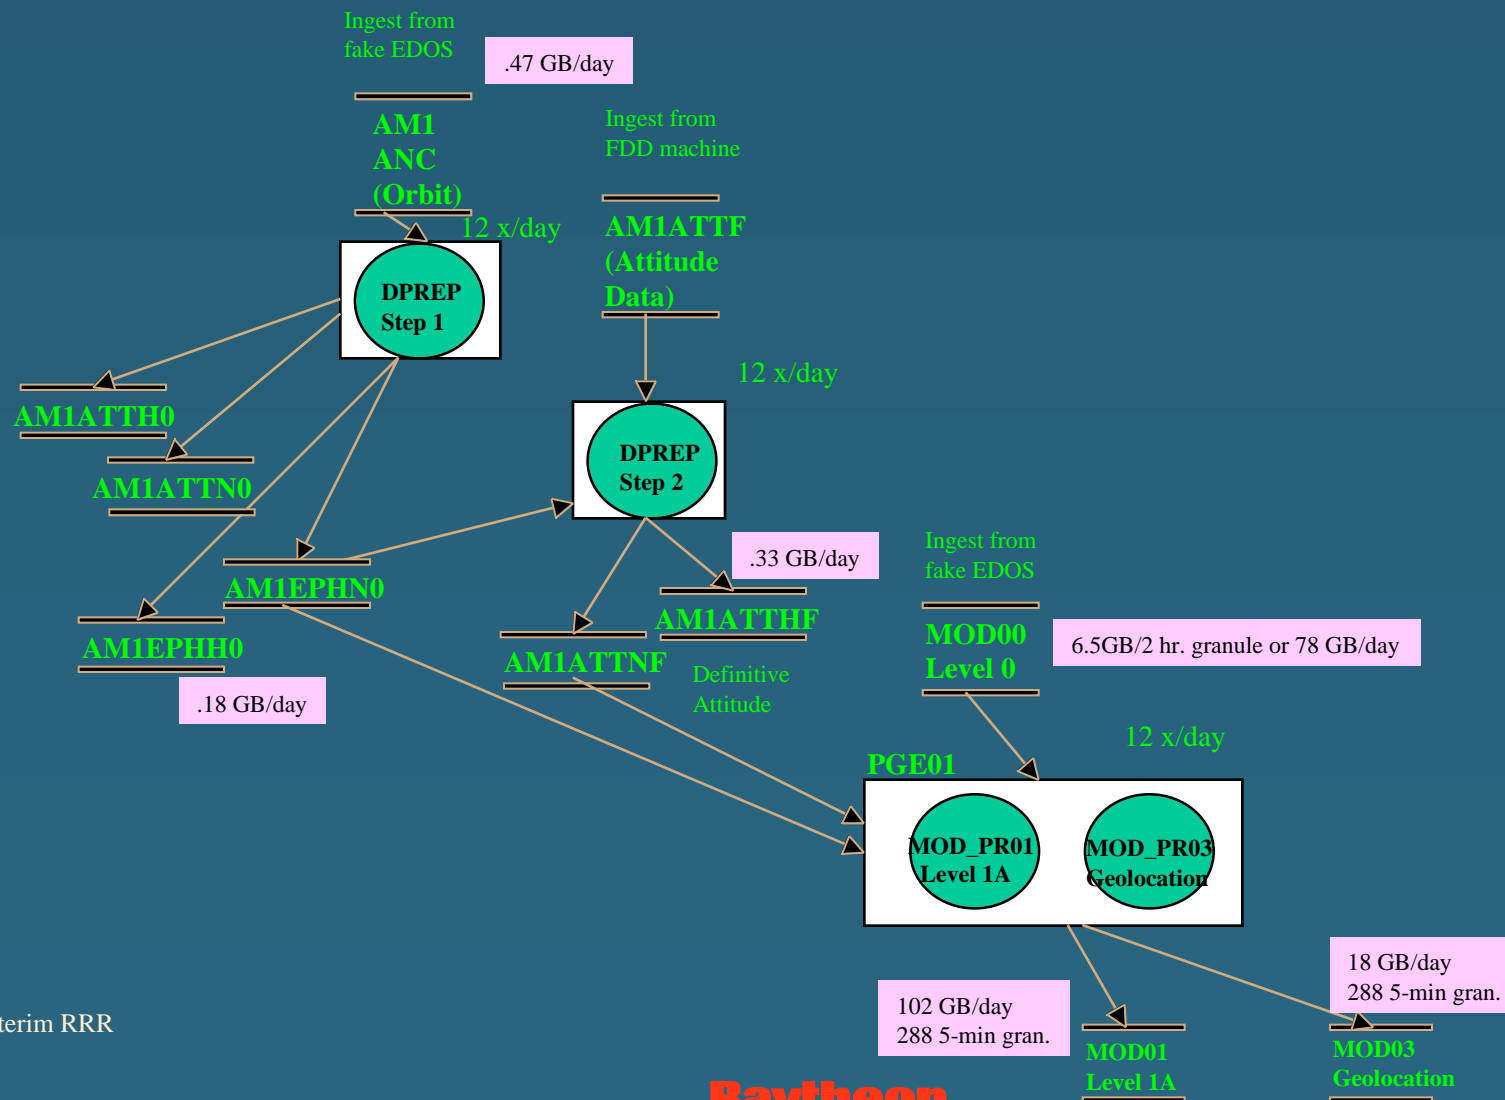 Ingest from
fake EDOS
.47 GB/day
AM1
ANC
(Orbit)
Ingest from
FDD machine
12 x/day
AM1ATTF
(Attitude
Data)
DPREP
Step 1
12 x/day
AM1ATTH0
DPREP
Step 2
AM1ATTN0
.33 GB/day
Ingest from
fake EDOS
AM1EPHN0
AM1ATTHF
AM1EPHH0
AM1ATTNF
MOD00
Level 0
6.5GB/2 hr. granule or 78 GB/day
Definitive
Attitude
.18 GB/day
12 x/day
PGE01
MOD_PR01
Level 1A
MOD_PR03
Geolocation
18 GB/day
288 5-min gran.
102 GB/day
288 5-min gran.
terim RRR
MOD01
Level 1A
MOD03
Geolocation
Raytheon